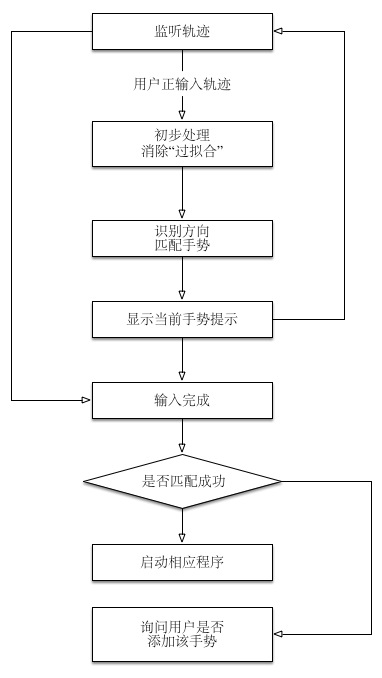 监听轨迹
用户正输入轨迹
初步处理
消除“过拟合”
识别方向
匹配手势
显示当前手势提示
输入完成
是否匹配成功
启动相应程序
询问用户是否
添加该手势